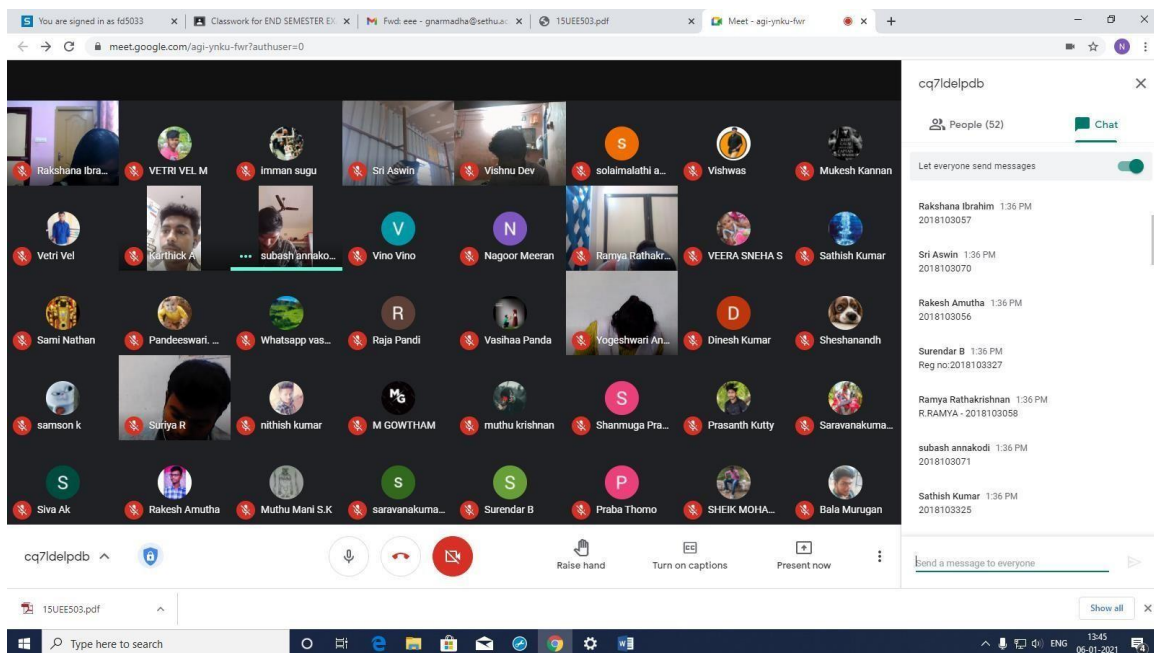 You are signed in as fd5033
Classwork for END SEMESTER EX
Fwd: eee - gnarmadha@sethu.ac
15UEE503.pdf
Meet - agi-ynku-fwr
meet.google.com/agi-ynku-fwr?authuser=0
N
cq7ldelpdb
People (52)
Chat
Let everyone send messages
Rakshana Ibra...
VETRI VEL M
imman sugu
Sri Aswin
Vishnu Dev
S
solaimalathi a...
Vishwas
Mukesh Kannan
Vetri Vel
Karthick A
subash annako...
V
Vino Vino
N
Nagoor Meeran
Ramya Rathakr...
VEERA SNEHA S
Sathish Kumar
Sami Nathan
Pandeeswari. ...
Whatsapp vas...
R
Raja Pandi
Vasihaa Panda
Yogeshwari An...
D
Dinesh Kumar
Sheshanandh
samson k
Suriya R
nithish kumar
MG
M GOWTHAM
muthu krishnan
S
Shanmuga Pra...
Prasanth Kutty
Saravanakuma...
S
Siva Ak
Rakesh Amutha
Muthu Mani S.K
s
saravanakuma...
S
Surendar B
P
Praba Thomo
SHEIK MOHA...
Bala Murugan
Rakshana Ibrahim 1:36 PM
2018103057
Sri Aswin 1:36 PM
2018103070
Rakesh Amutha 1:36 PM
2018103056
Surendar B 1:36 PM
Reg no:2018103327
Ramya Rathakrishnan 1:36 PM
R.RAMYA - 2018103058
subash annakodi 1:36 PM
2018103071
Sathish Kumar 1:36 PM
2018103325
Send a message to everyone
cq7ldelpdb
Raise hand
CC
Turn on captions
Present now
15UEE503.pdf
Show all
Type here to search
ENG
13:45
06-01-2021